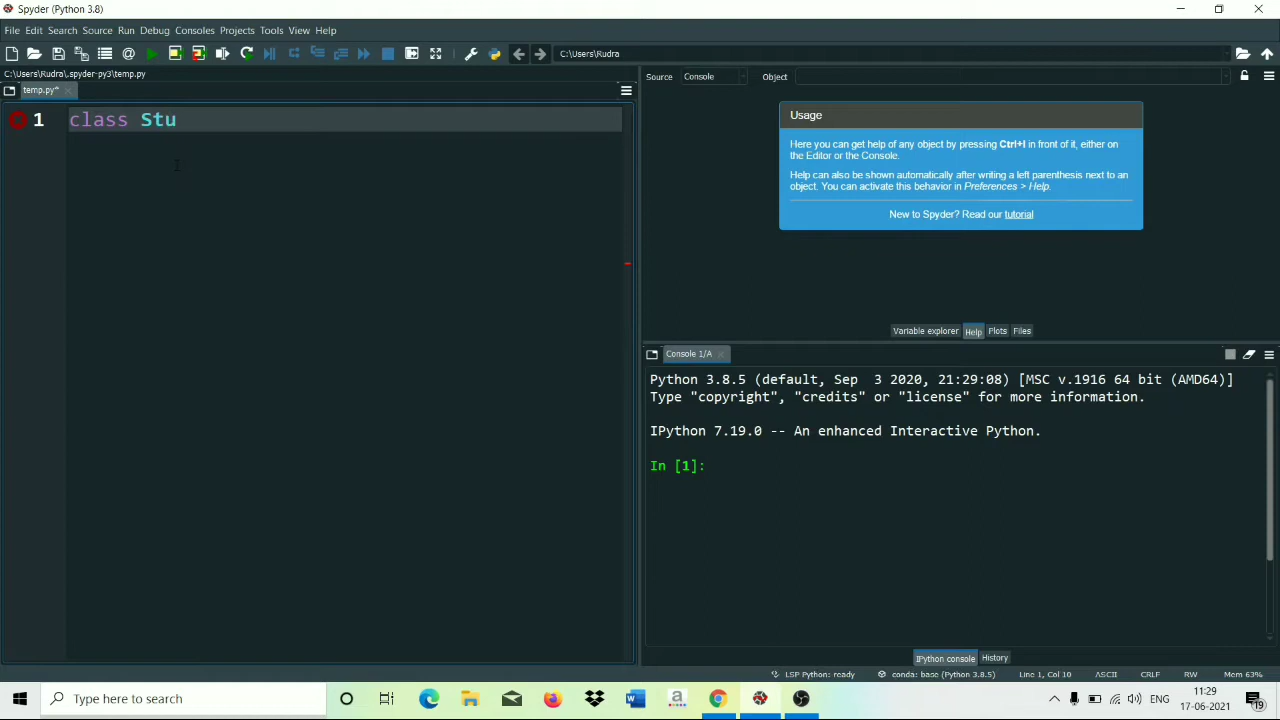 Spyder (Python 3.8)
File Edit Search Source Run Debug Consoles Projects Tools View Help
C:\Users\Rudra
C:\Users\Rudra\.spyder-py3\temp.py
temp.py*
1 class Stu
Source Console Object
Usage
Here you can get help of any object by pressing Ctrl+I in front of it, either on
the Editor or the Console.
Help can also be shown automatically after writing a left parenthesis next to an
object. You can activate this behavior in Preferences > Help.
New to Spyder? Read our tutorial
Variable explorer Help Plots Files
Console 1/A
Python 3.8.5 (default, Sep  3 2020, 21:29:08) [MSC v.1916 64 bit (AMD64)]
Type "copyright", "credits" or "license" for more information.
IPython 7.19.0 -- An enhanced Interactive Python.
In [1]:
IPython console History
LSP Python: ready conda: base (Python 3.8.5) Line 1, Col 10 ASCII CRLF RW Mem 63%
Type here to search
ENG
11:29
17-06-2021
19